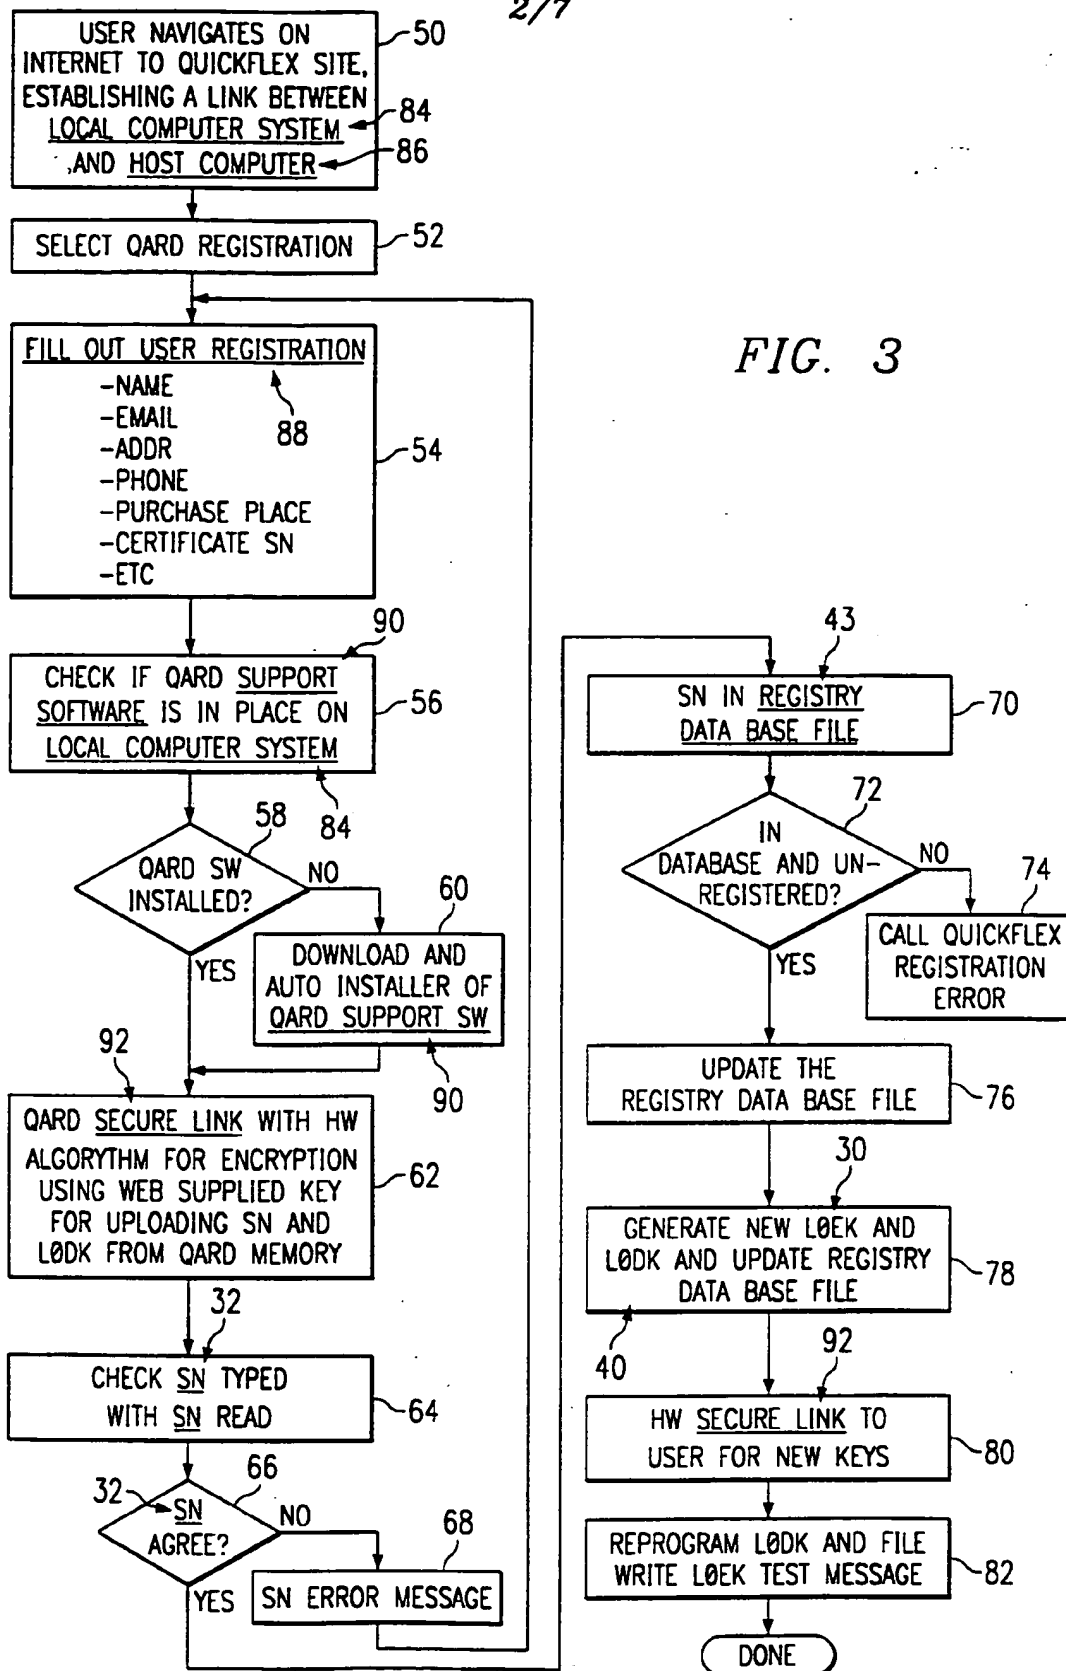 2/7
USER NAVIGATES ON
INTERNET TO QUICKFLEX SITE,
ESTABLISHING A LINK BETWEEN
LOCAL COMPUTER SYSTEM
AND HOST COMPUTER
50
84
86
SELECT QARD REGISTRATION
52
FILL OUT USER REGISTRATION
-NAME
-EMAIL
-ADDR
-PHONE
-PURCHASE PLACE
-CERTIFICATE SN
-ETC
88
54
90
CHECK IF QARD SUPPORT
SOFTWARE IS IN PLACE ON
LOCAL COMPUTER SYSTEM
56
84
58
QARD SW
INSTALLED?
NO
YES
60
DOWNLOAD AND
AUTO INSTALLER OF
QARD SUPPORT SW
90
92
QARD SECURE LINK WITH HW
ALGORYTHM FOR ENCRYPTION
USING WEB SUPPLIED KEY
FOR UPLOADING SN AND
L0DK FROM QARD MEMORY
62
32
CHECK SN TYPED
WITH SN READ
64
66
32
SN
AGREE?
NO
YES
68
SN ERROR MESSAGE
FIG. 3
43
SN IN REGISTRY
DATA BASE FILE
70
72
IN
DATABASE AND UN-
REGISTERED?
NO
YES
74
CALL QUICKFLEX
REGISTRATION
ERROR
UPDATE THE
REGISTRY DATA BASE FILE
76
30
GENERATE NEW L0EK AND
L0DK AND UPDATE REGISTRY
DATA BASE FILE
78
40
92
HW SECURE LINK TO
USER FOR NEW KEYS
80
REPROGRAM L0DK AND FILE
WRITE L0EK TEST MESSAGE
82
DONE